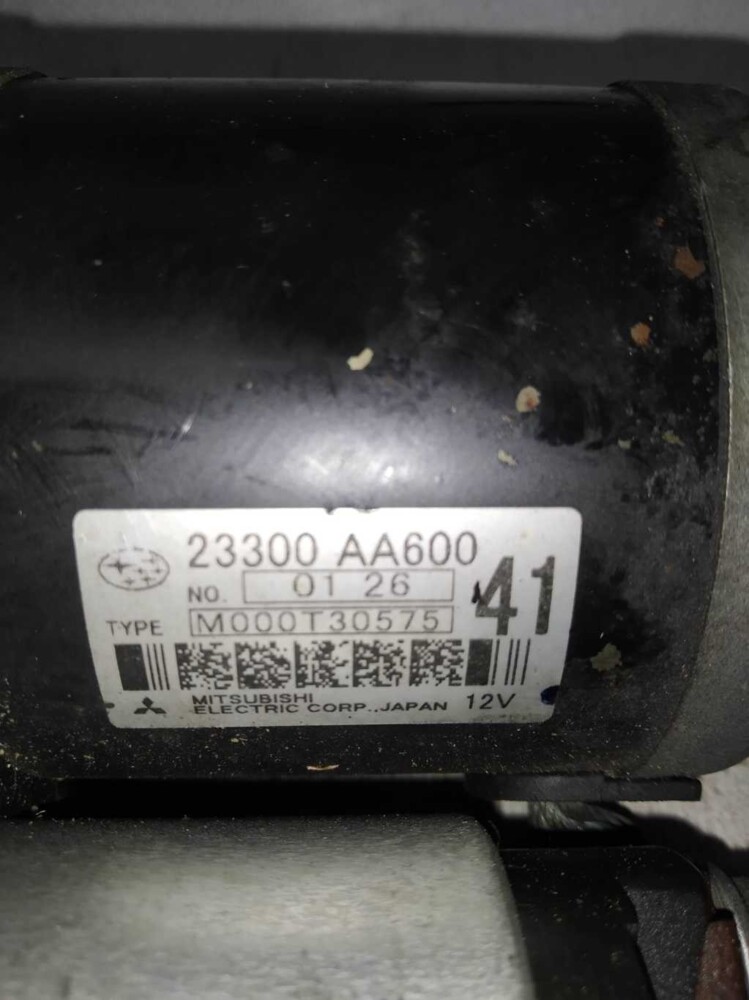 23300 AA600
NO. 01 26
41
TYPE M000T30575
MITSUBISHI
ELECTRIC CORP.,JAPAN 12V